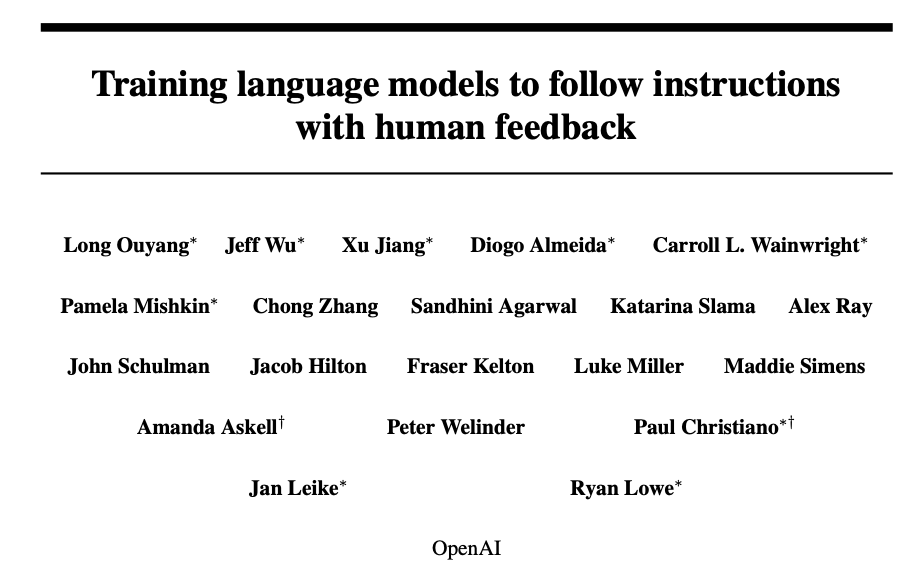 Training language models to follow instructions
with human feedback
Long Ouyang* Jeff Wu* Xu Jiang* Diogo Almeida* Carroll L. Wainwright*
Pamela Mishkin* Chong Zhang Sandhini Agarwal Katarina Slama Alex Ray
John Schulman Jacob Hilton Fraser Kelton Luke Miller Maddie Simens
Amanda Askell† Peter Welinder Paul Christiano*†
Jan Leike* Ryan Lowe*
OpenAI